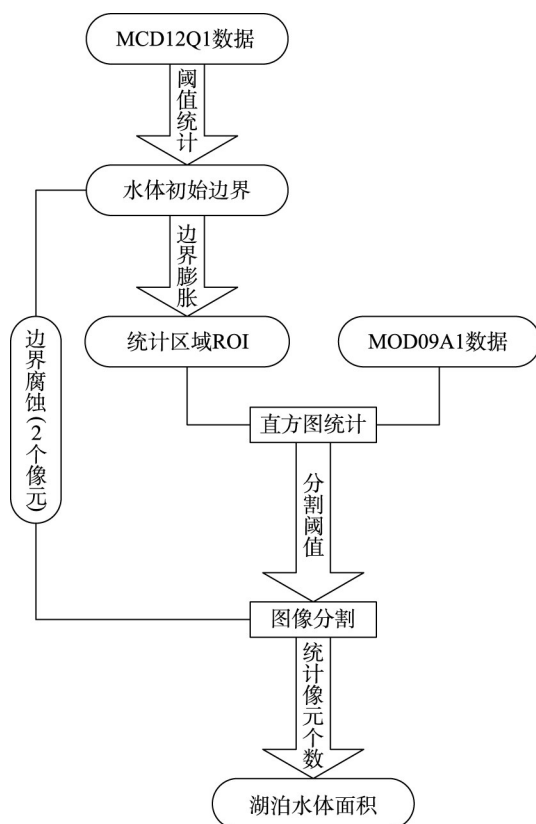 MCD12Q1数据
阈值统计
水体初始边界
边界膨胀
统计区域ROI
MOD09A1数据
边界腐蚀(2个像元)
直方图统计
分割阈值
图像分割
统计像元个数
湖泊水体面积